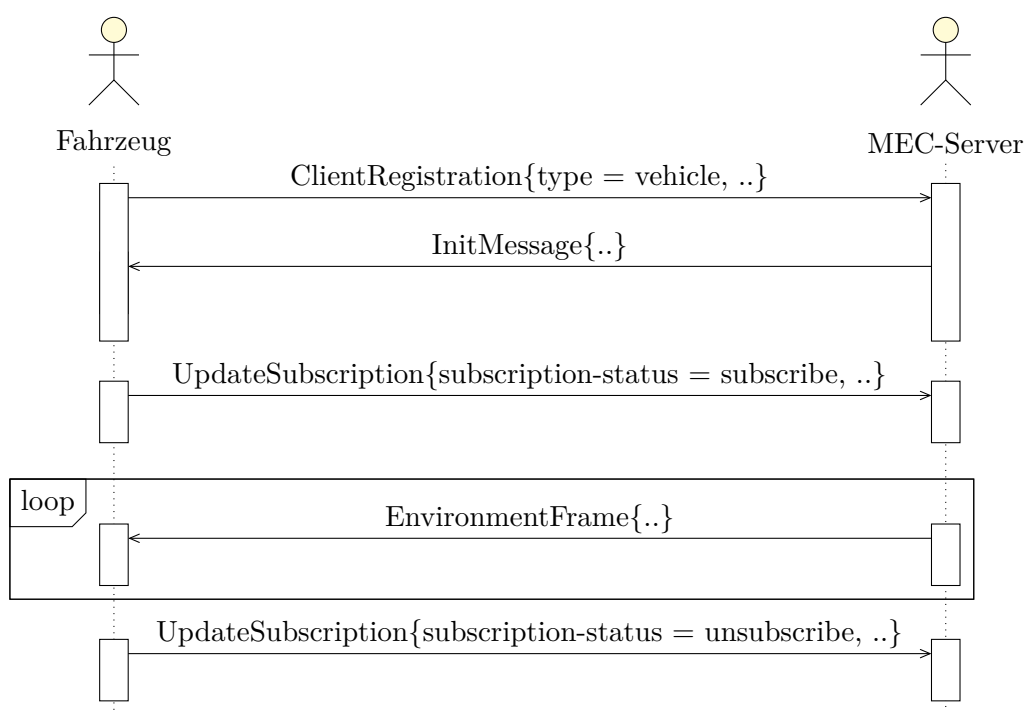 Fahrzeug
MEC-Server
ClientRegistration{type = vehicle, ..}
InitMessage{..}
UpdateSubscription{subscription-status = subscribe, ..}
loop
EnvironmentFrame{..}
UpdateSubscription{subscription-status = unsubscribe, ..}